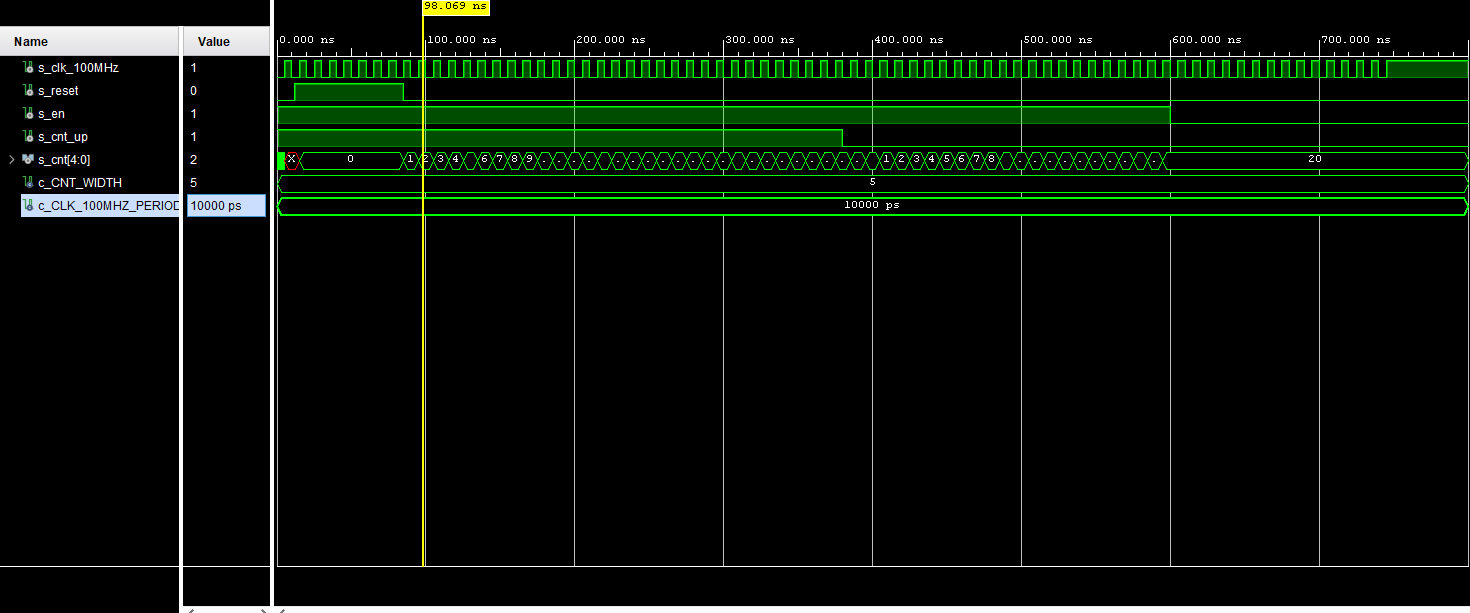 98.069 ns
Name Value
0.000 ns 100.000 ns 200.000 ns 300.000 ns 400.000 ns 500.000 ns 600.000 ns 700.000 ns
s_clk_100MHz 1
s_reset 0
s_en 1
s_cnt_up 1
s_cnt[4:0] 2 X 0 1 2 3 4 . 6 7 8 9 . . . . . . . . . . . . . . . . . . . . . . . 1 2 3 4 5 6 7 8 . . . . . . . . . . 20
c_CNT_WIDTH 5 5
c_CLK_100MHZ_PERIOD 10000 ps 10000 ps